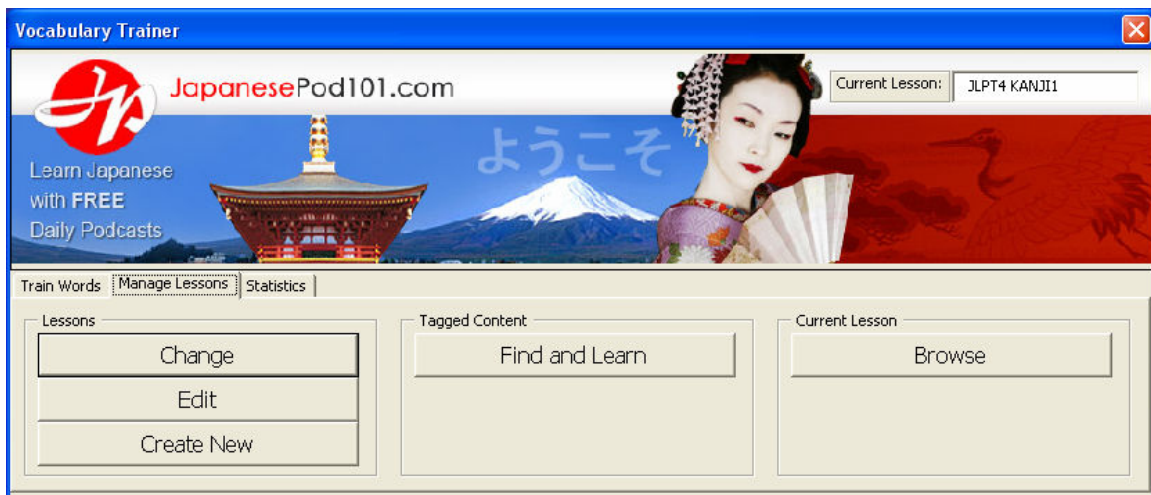 Vocabulary Trainer
JapanesePod101.com
Current Lesson:
JLPT4 KANJI1
ようこそ
Learn Japanese
with FREE
Daily Podcasts
Train Words
Manage Lessons
Statistics
Lessons
Tagged Content
Current Lesson
Change
Find and Learn
Browse
Edit
Create New